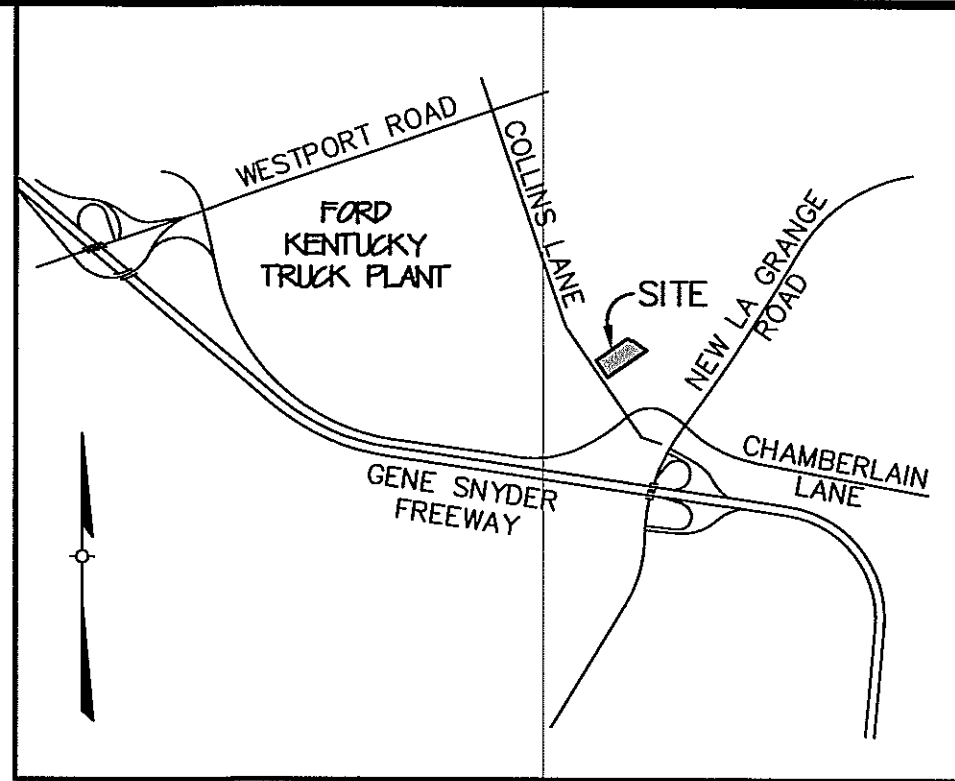 WESTPORT ROAD
COLLINS LANE
FORD
KENTUCKY
TRUCK PLANT
SITE
NEW LA GRANGE
ROAD
CHAMBERLAIN
LANE
GENE SNYDER
FREEWAY